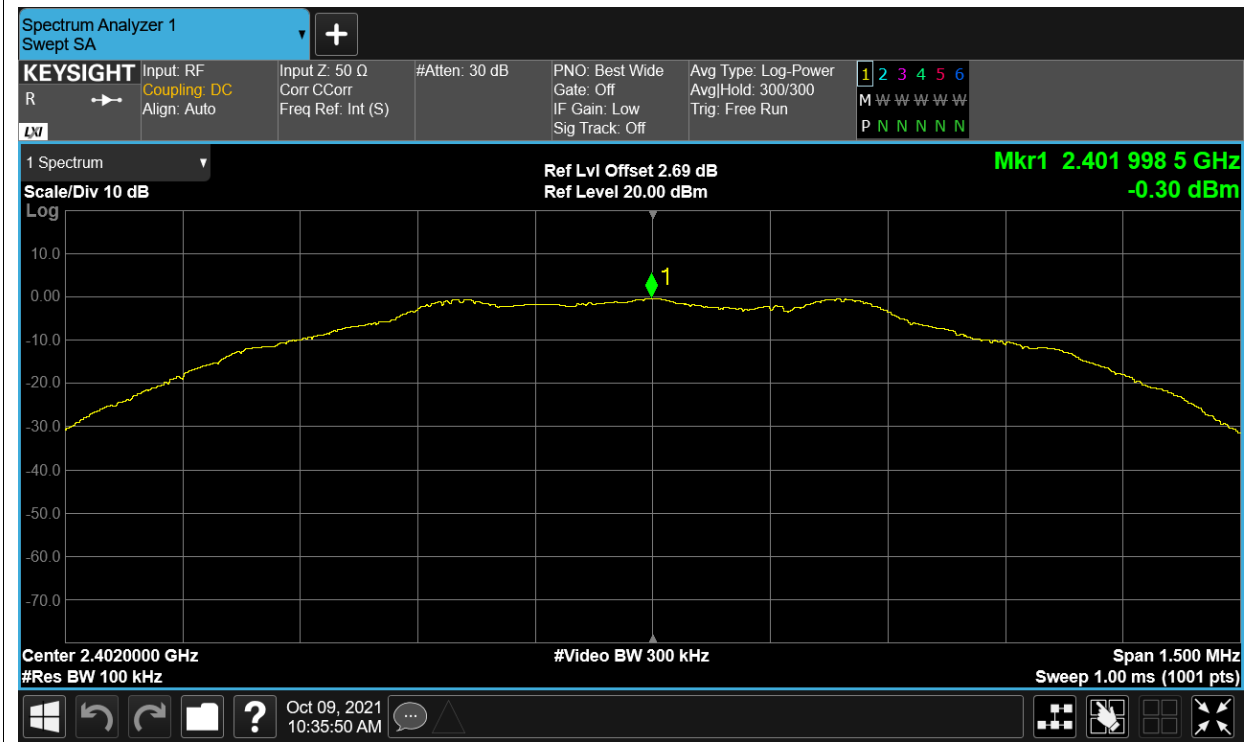 Spectrum Analyzer 1
Swept SA
+
KEYSIGHT
R
LXI
Input: RF
Coupling: DC
Align: Auto
Input Z: 50 Ω
Corr CCorr
Freq Ref: Int (S)
#Atten: 30 dB
PNO: Best Wide
Gate: Off
IF Gain: Low
Sig Track: Off
Avg Type: Log-Power
Avg|Hold: 300/300
Trig: Free Run
1 2 3 4 5 6
M W W W W W
P N N N N N
1 Spectrum
Scale/Div 10 dB
Log
Ref Lvl Offset 2.69 dB
Ref Level 20.00 dBm
Mkr1 2.401 998 5 GHz
-0.30 dBm
10.0
0.00
-10.0
-20.0
-30.0
-40.0
-50.0
-60.0
-70.0
1
Center 2.4020000 GHz
#Res BW 100 kHz
#Video BW 300 kHz
Span 1.500 MHz
Sweep 1.00 ms (1001 pts)
?
Oct 09, 2021
10:35:50 AM